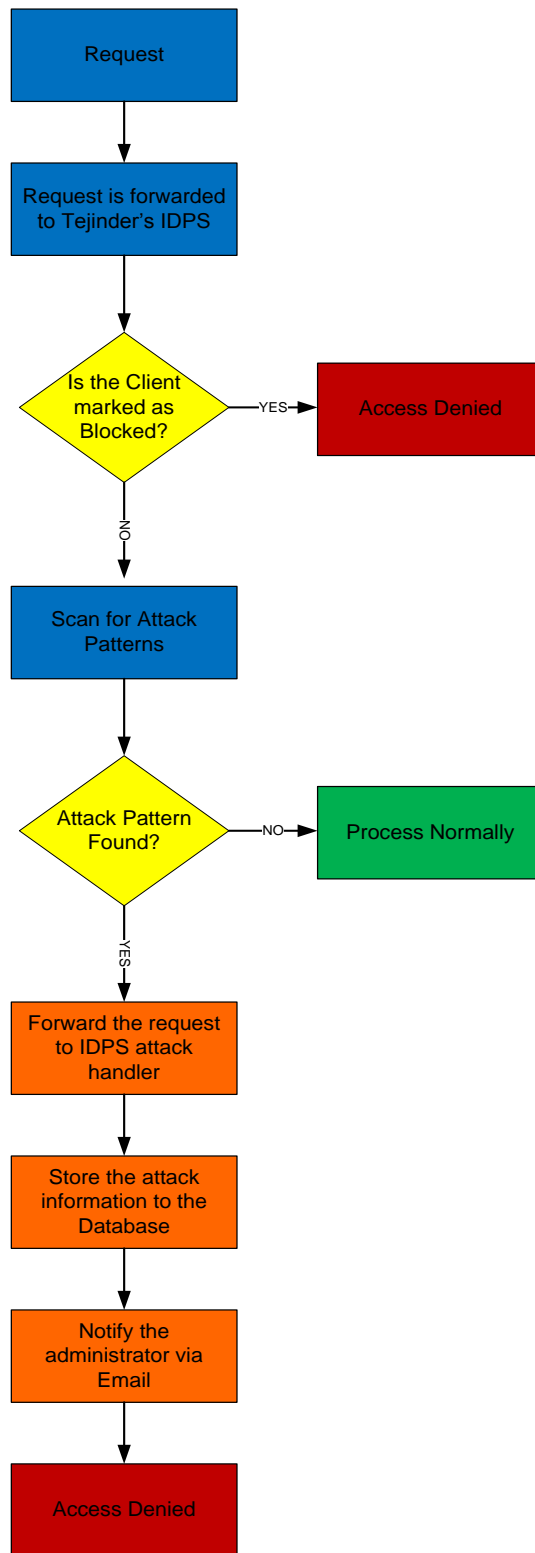 Request
Request is forwarded
to Tejinder's IDPS
Is the Client
marked as
Blocked?
YES
Access Denied
NO
Scan for Attack
Patterns
Attack Pattern
Found?
NO
Process Normally
YES
Forward the request
to IDPS attack
handler
Store the attack
information to the
Database
Notify the
administrator via
Email
Access Denied